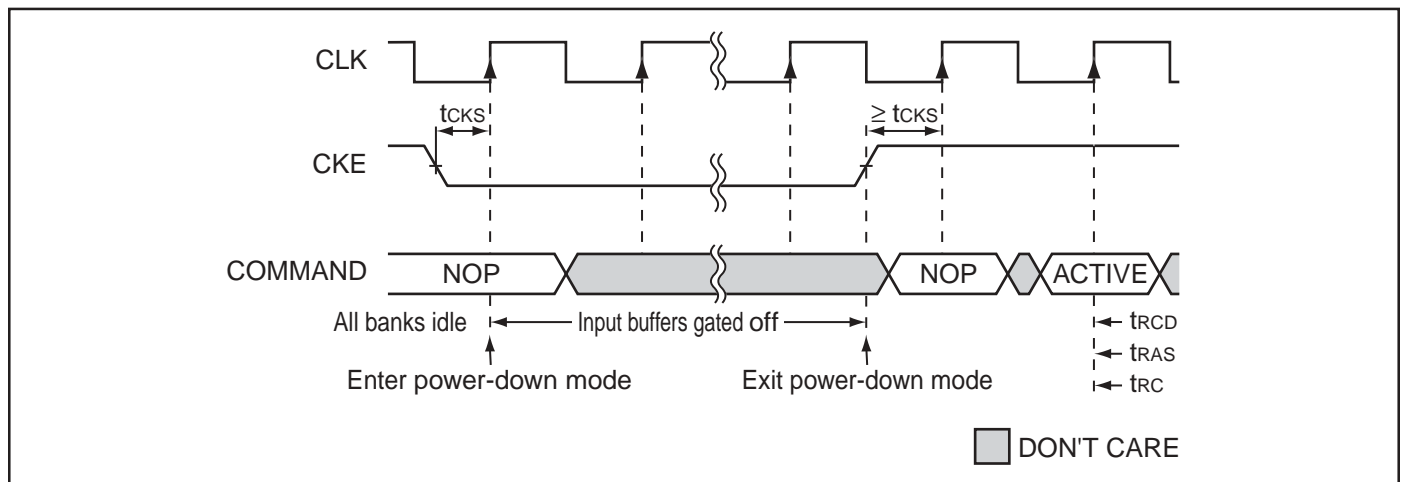 CLK
tCKS
≥ tCKS
CKE
COMMAND
NOP
NOP
ACTIVE
All banks idle
Input buffers gated off
tRCD
tRAS
tRC
Enter power-down mode
Exit power-down mode
DON'T CARE